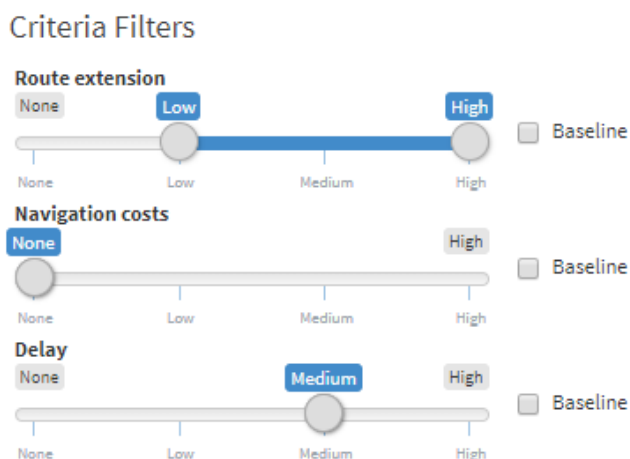 Criteria Filters
Route extension
None Low High
Baseline
None Low Medium High
Navigation costs
None High
Baseline
None Low Medium High
Delay
None Medium High
Baseline
None Low Medium High